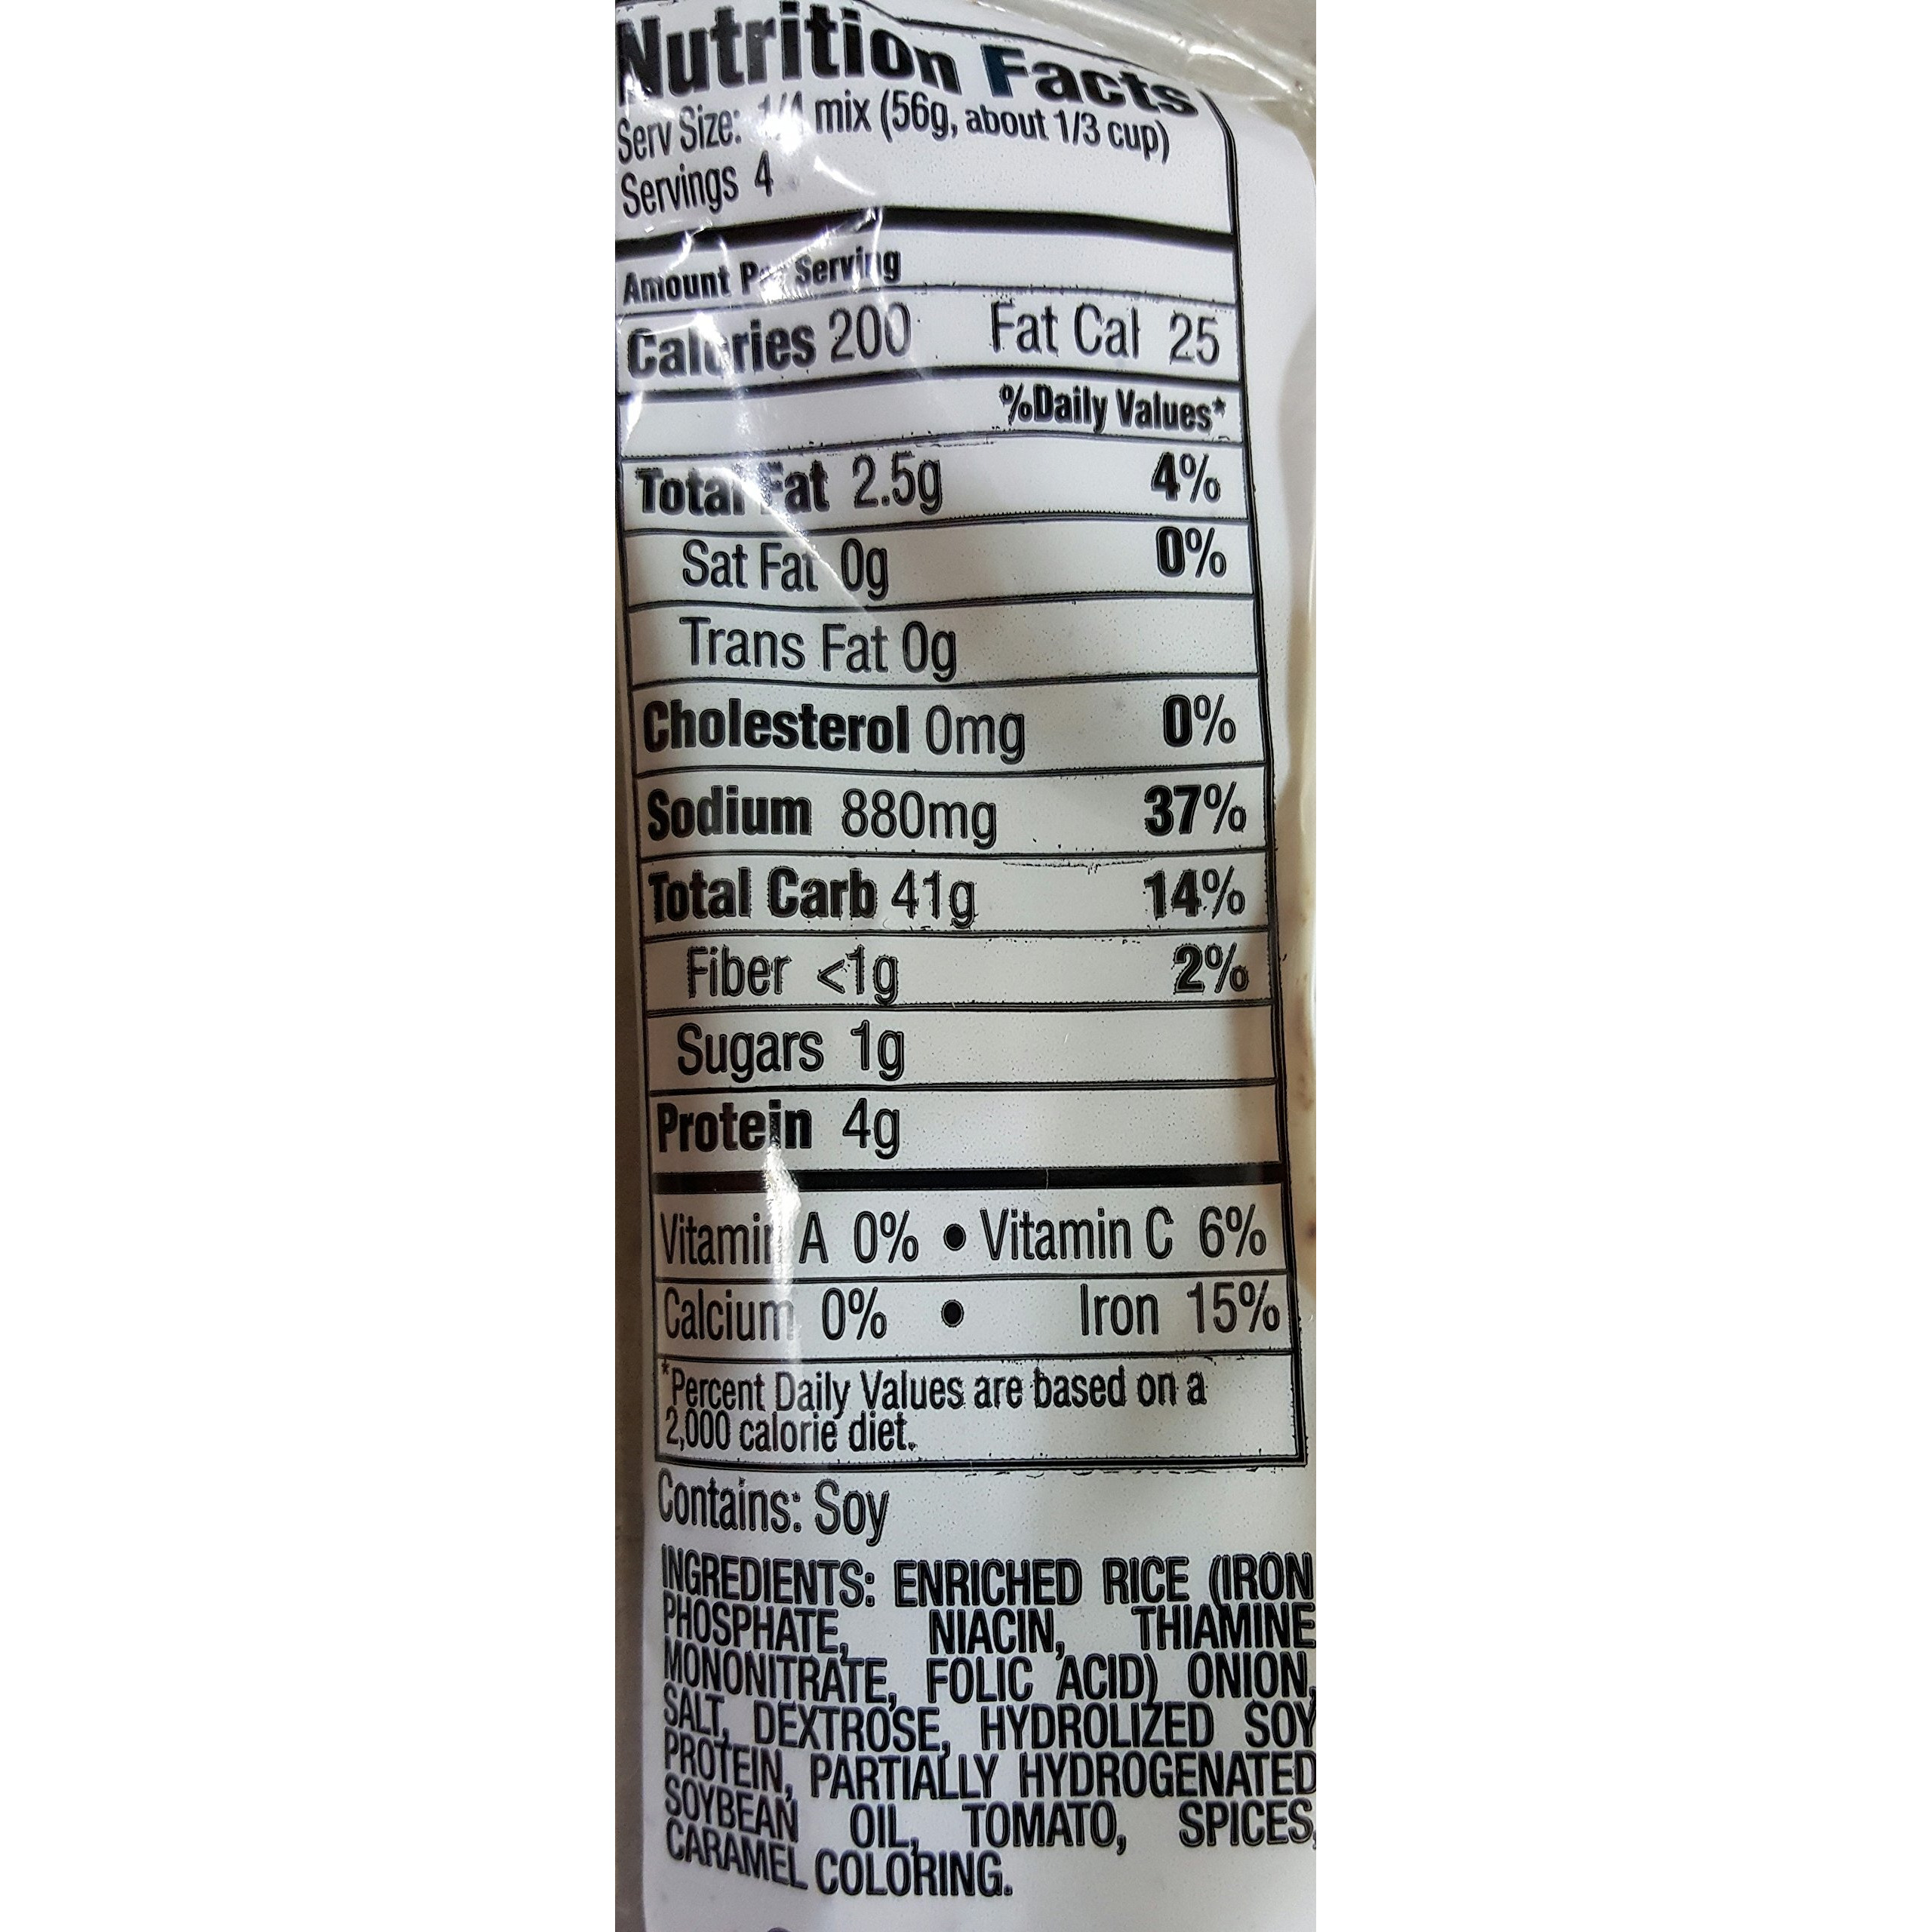 Nutrition Facts
Serv Size: 1/4 mix (56g, about 1/3 cup)
Servings 4
Amount Per Serving
Calories 200 Fat Cal 25
%Daily Values*
Total Fat 2.5g 4%
Sat Fat 0g 0%
Trans Fat 0g
Cholesterol 0mg 0%
Sodium 880mg 37%
Total Carb 41g 14%
Fiber <1g 2%
Sugars 1g
Protein 4g
Vitamin A 0% • Vitamin C 6%
Calcium 0% • Iron 15%
*Percent Daily Values are based on a
2,000 calorie diet.
Contains: Soy
INGREDIENTS: ENRICHED RICE (IRON
PHOSPHATE, NIACIN, THIAMINE
MONONITRATE, FOLIC ACID) ONION,
SALT, DEXTROSE, HYDROLIZED SOY
PROTEIN, PARTIALLY HYDROGENATED
SOYBEAN OIL, TOMATO, SPICES,
CARAMEL COLORING.